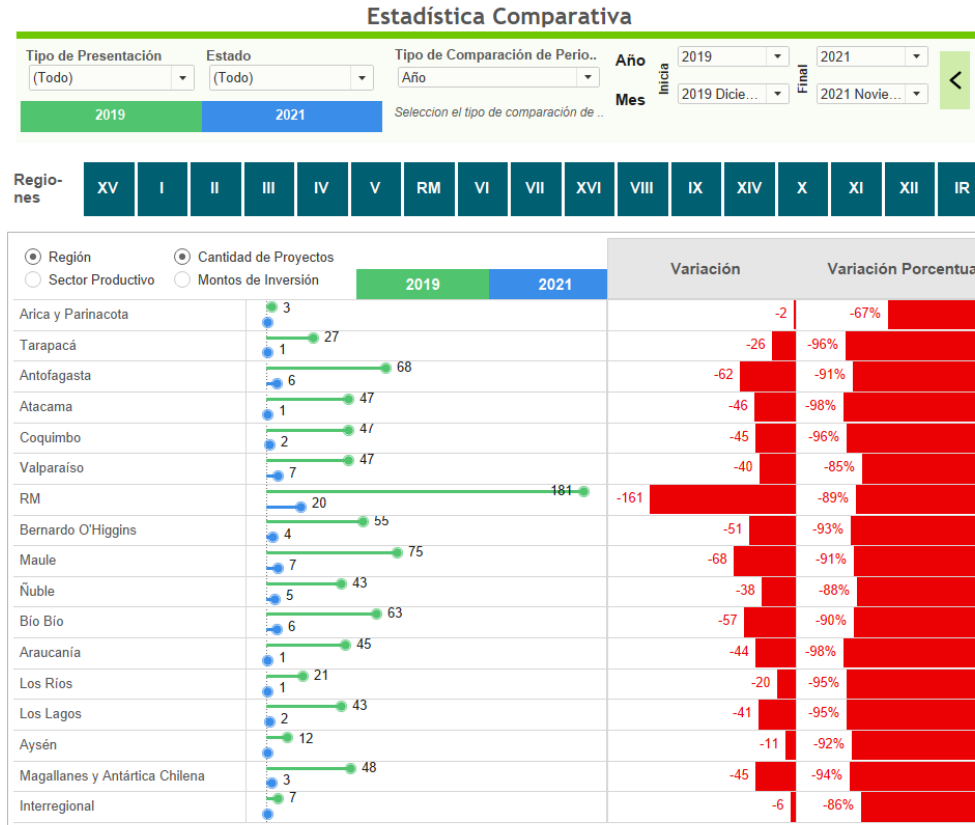 Estadística Comparativa
Tipo de Presentación Estado Tipo de Comparación de Perio.. Año Inicia 2019 Final 2021
(Todo) (Todo) Año <
2019 2021 Seleccion el tipo de comparación de .. Mes 2019 Dicie... 2021 Novie...
Regio-
nes XV I II III IV V RM VI VII XVI VIII IX XIV X XI XII IR
Región Cantidad de Proyectos
Sector Productivo Montos de Inversión 2019 2021 Variación Variación Porcentua
Arica y Parinacota 3 -2 -67%
Tarapacá 27 1 -26 -96%
Antofagasta 68 6 -62 -91%
Atacama 47 1 -46 -98%
Coquimbo 47 2 -45 -96%
Valparaíso 47 7 -40 -85%
RM 181 20 -161 -89%
Bernardo O'Higgins 55 4 -51 -93%
Maule 75 7 -68 -91%
Ñuble 43 5 -38 -88%
Bío Bío 63 6 -57 -90%
Araucanía 45 1 -44 -98%
Los Ríos 21 1 -20 -95%
Los Lagos 43 2 -41 -95%
Aysén 12 -11 -92%
Magallanes y Antártica Chilena 48 3 -45 -94%
Interregional 7 -6 -86%